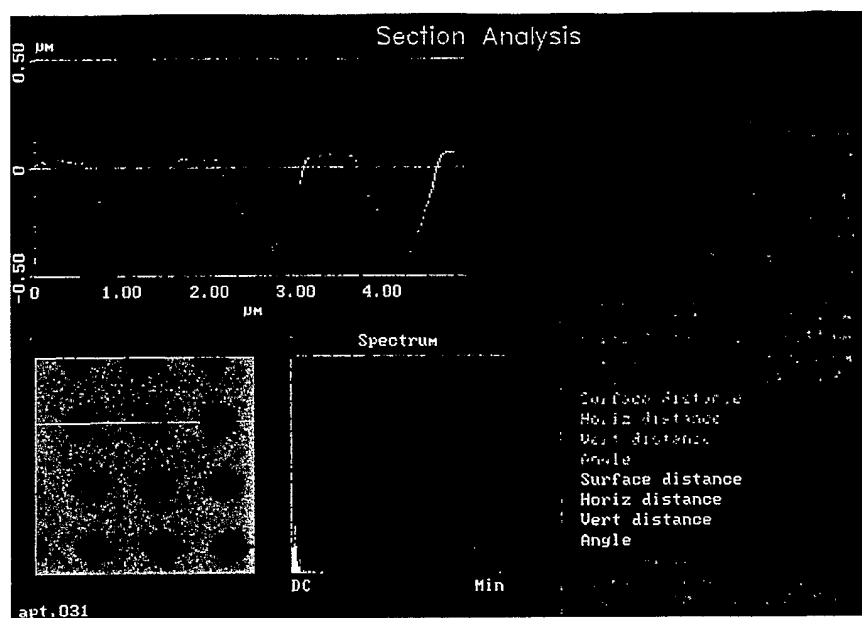 Section Analysis
0.50 μM
0
-0.50
0 1.00 2.00 3.00 4.00
μM
Spectrum
Surface distance
Horiz distance
Vert distance
Angle
Surface distance
Horiz distance
Vert distance
Angle
DC Min
apt.031